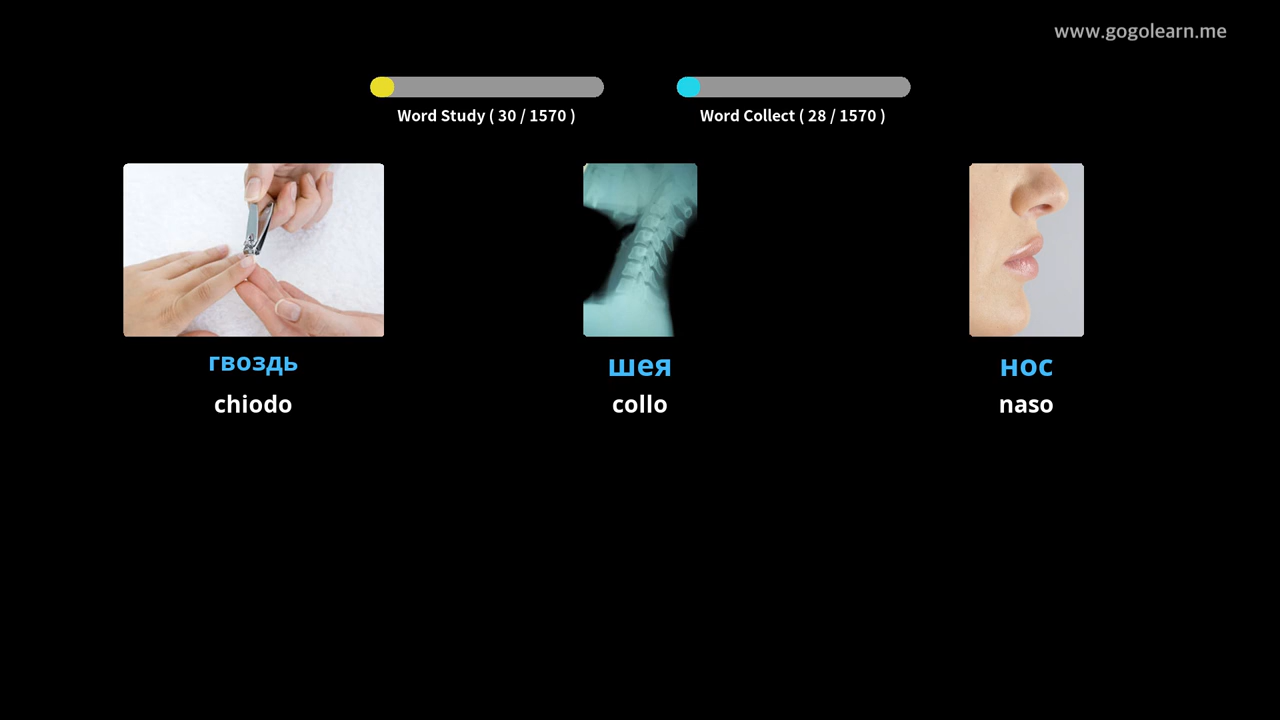 www.gogolearn.me
Word Study ( 30 / 1570 )
Word Collect ( 28 / 1570 )
гвоздь
chiodo
шея
collo
нос
naso